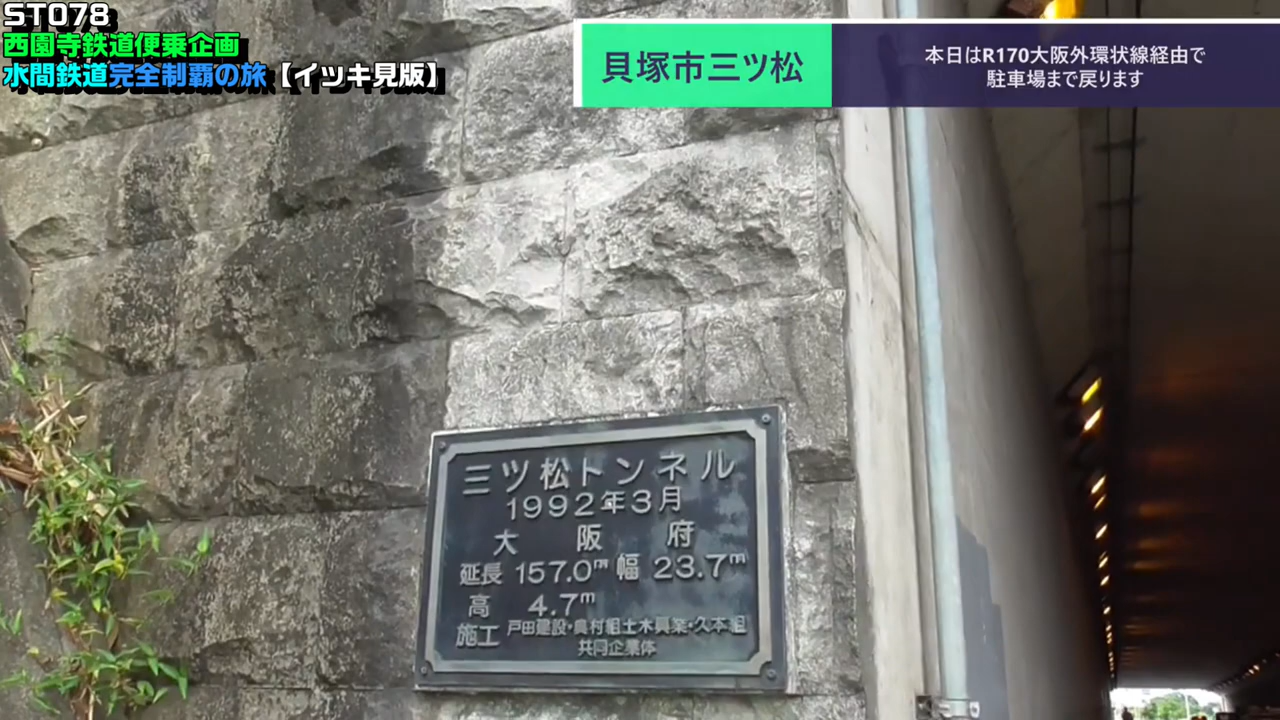 ST078
西園寺鉄道便乗企画
水間鉄道完全制覇の旅【イッキ見版】
貝塚市三ツ松
本日はR170大阪外環状線経由で
駐車場まで戻ります
三ツ松トンネル
1992年3月
大阪府
延長 157.0m 幅 23.7m
高 4.7m
施工 戸田建設・奥村組土木興業・久本組
共同企業体